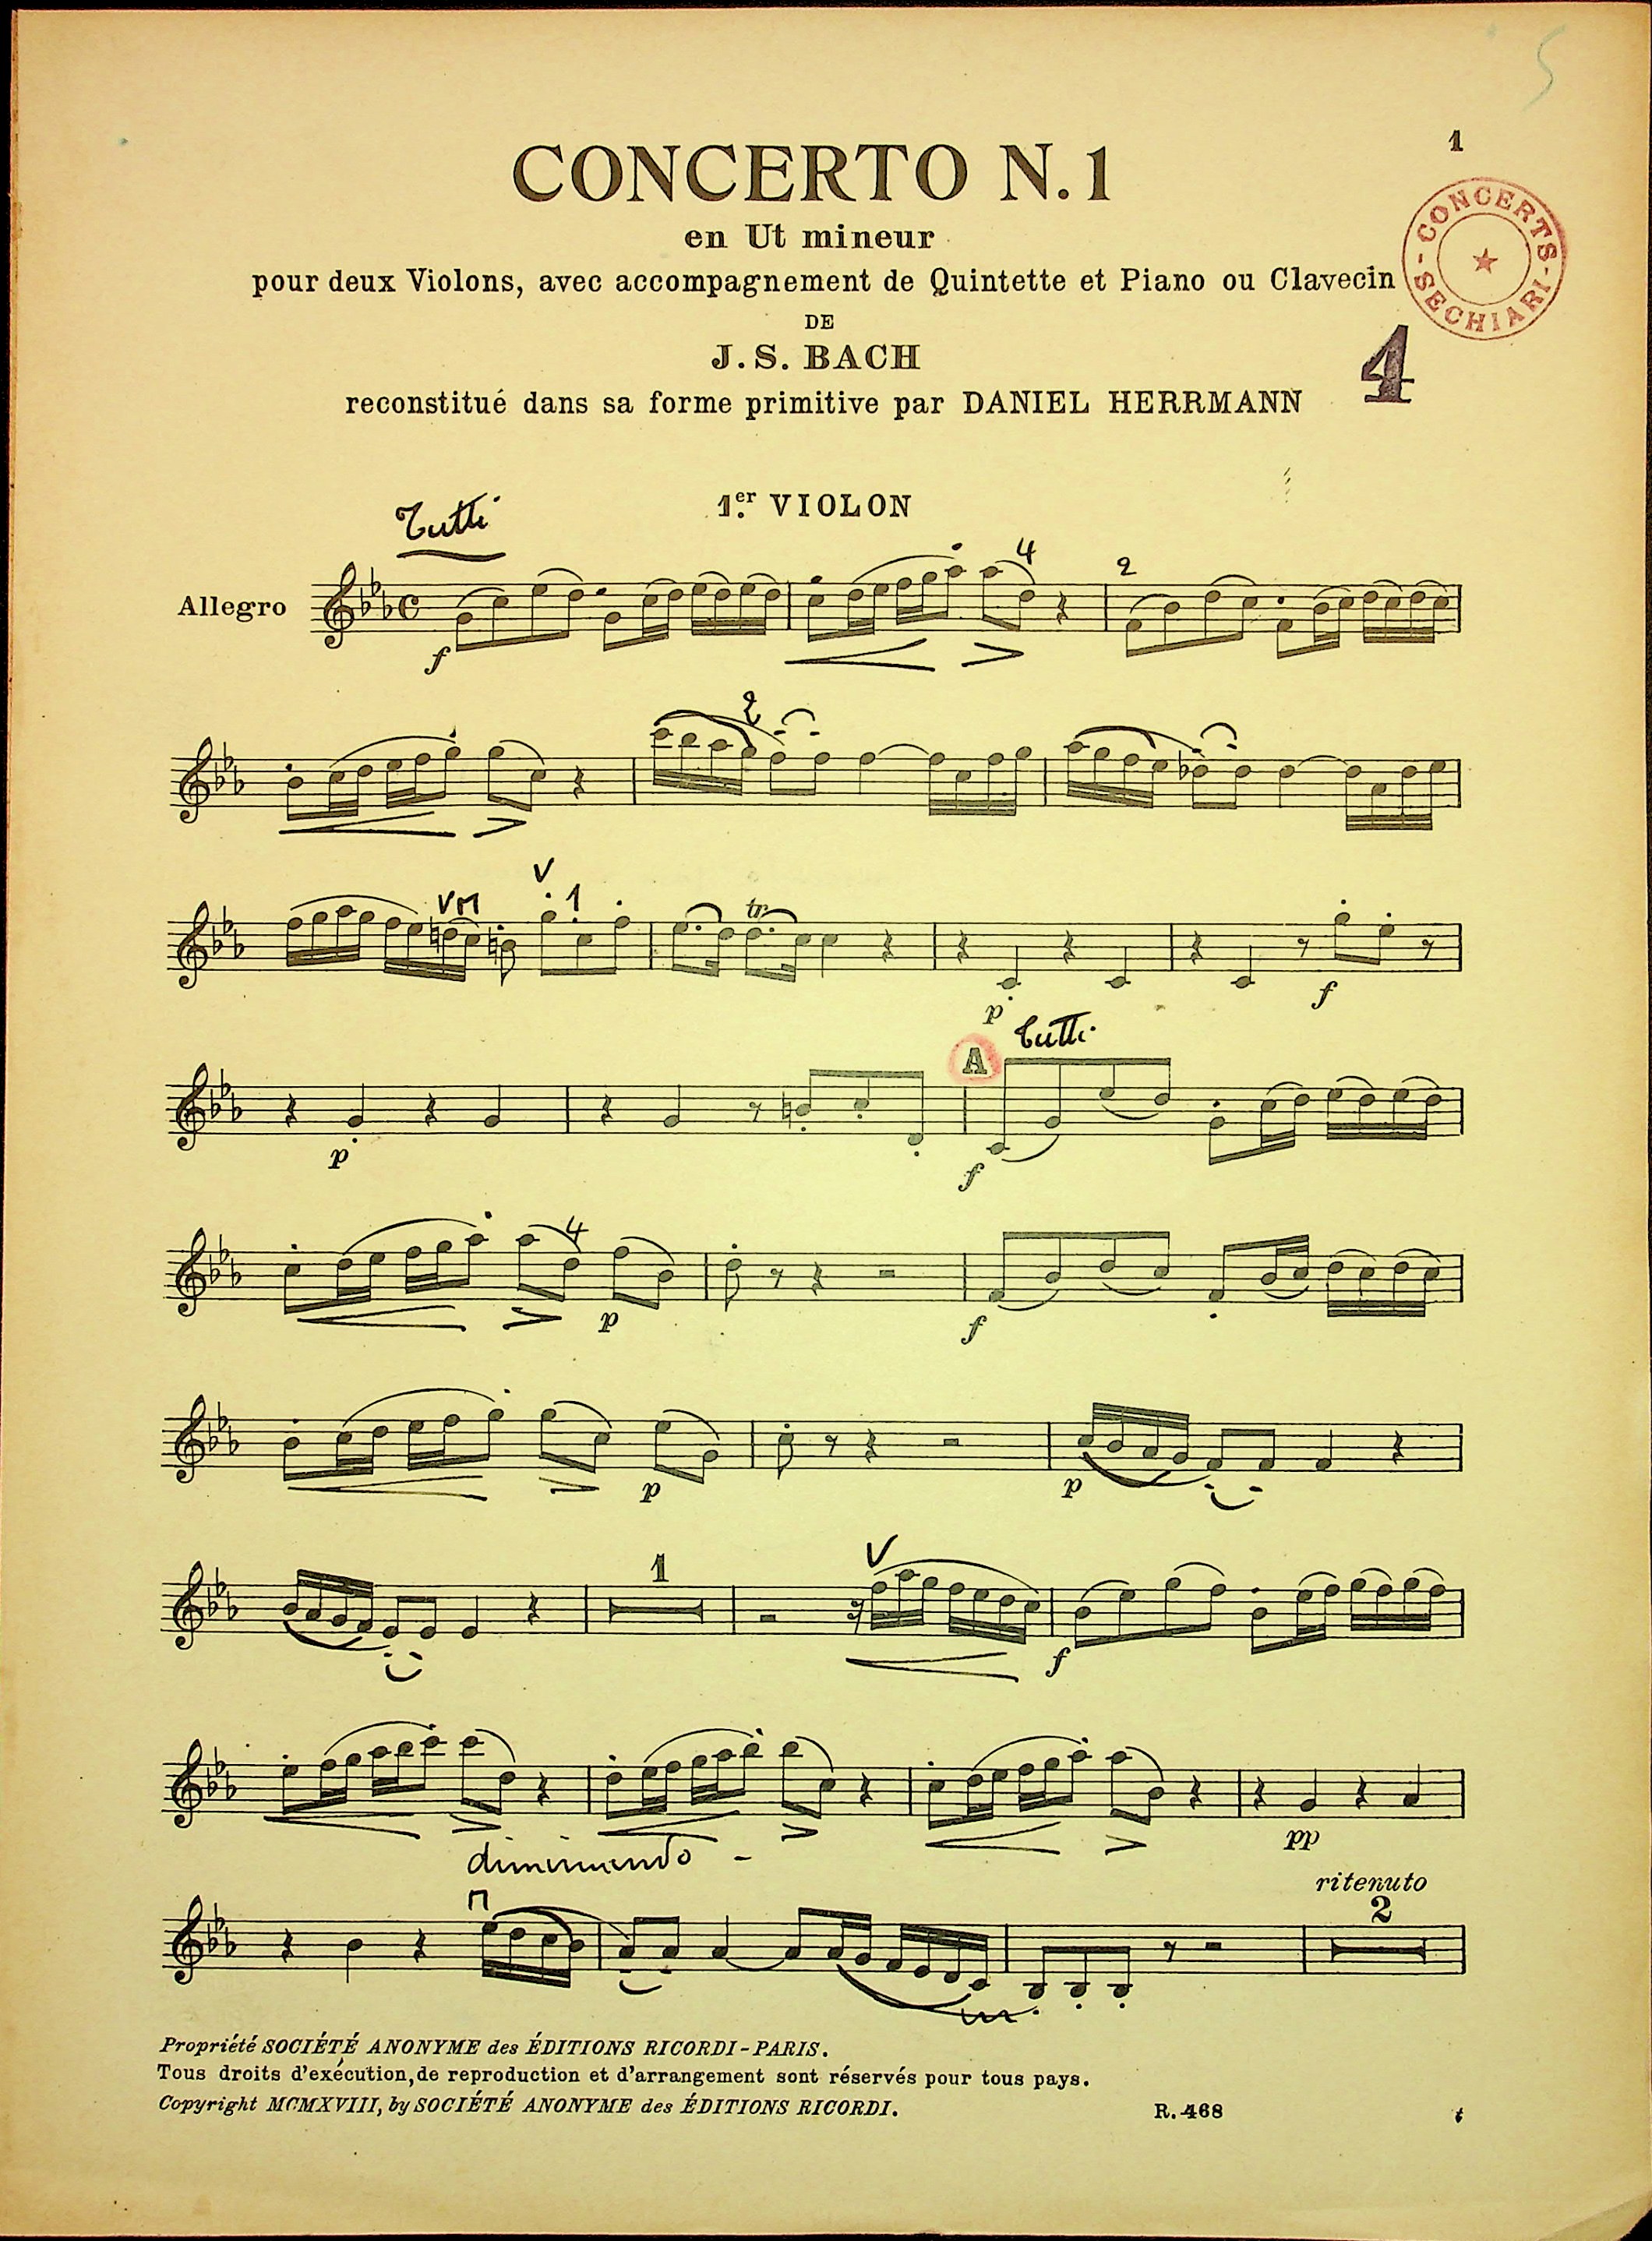 5
1
CONCERTO N. 1
en Ut mineur
pour deux Violons, avec accompagnement de Quintette et Piano ou Clavecin
DE
J. S. BACH
reconstitué dans sa forme primitive par DANIEL HERRMANN
- CONCERTS - SECHIARI
4
1er. VIOLON
Tutti
4
2
Allegro
f
2
V
1
tr
p
f
Tutti
A
p
f
4
p
f
p
p
1
V
f
pp
diminuendo -
ritenuto
2
Propriété SOCIÉTÉ ANONYME des ÉDITIONS RICORDI - PARIS.
Tous droits d'exécution, de reproduction et d'arrangement sont réservés pour tous pays.
Copyright MCMXVIII, by SOCIÉTÉ ANONYME des ÉDITIONS RICORDI.
R. 468
t